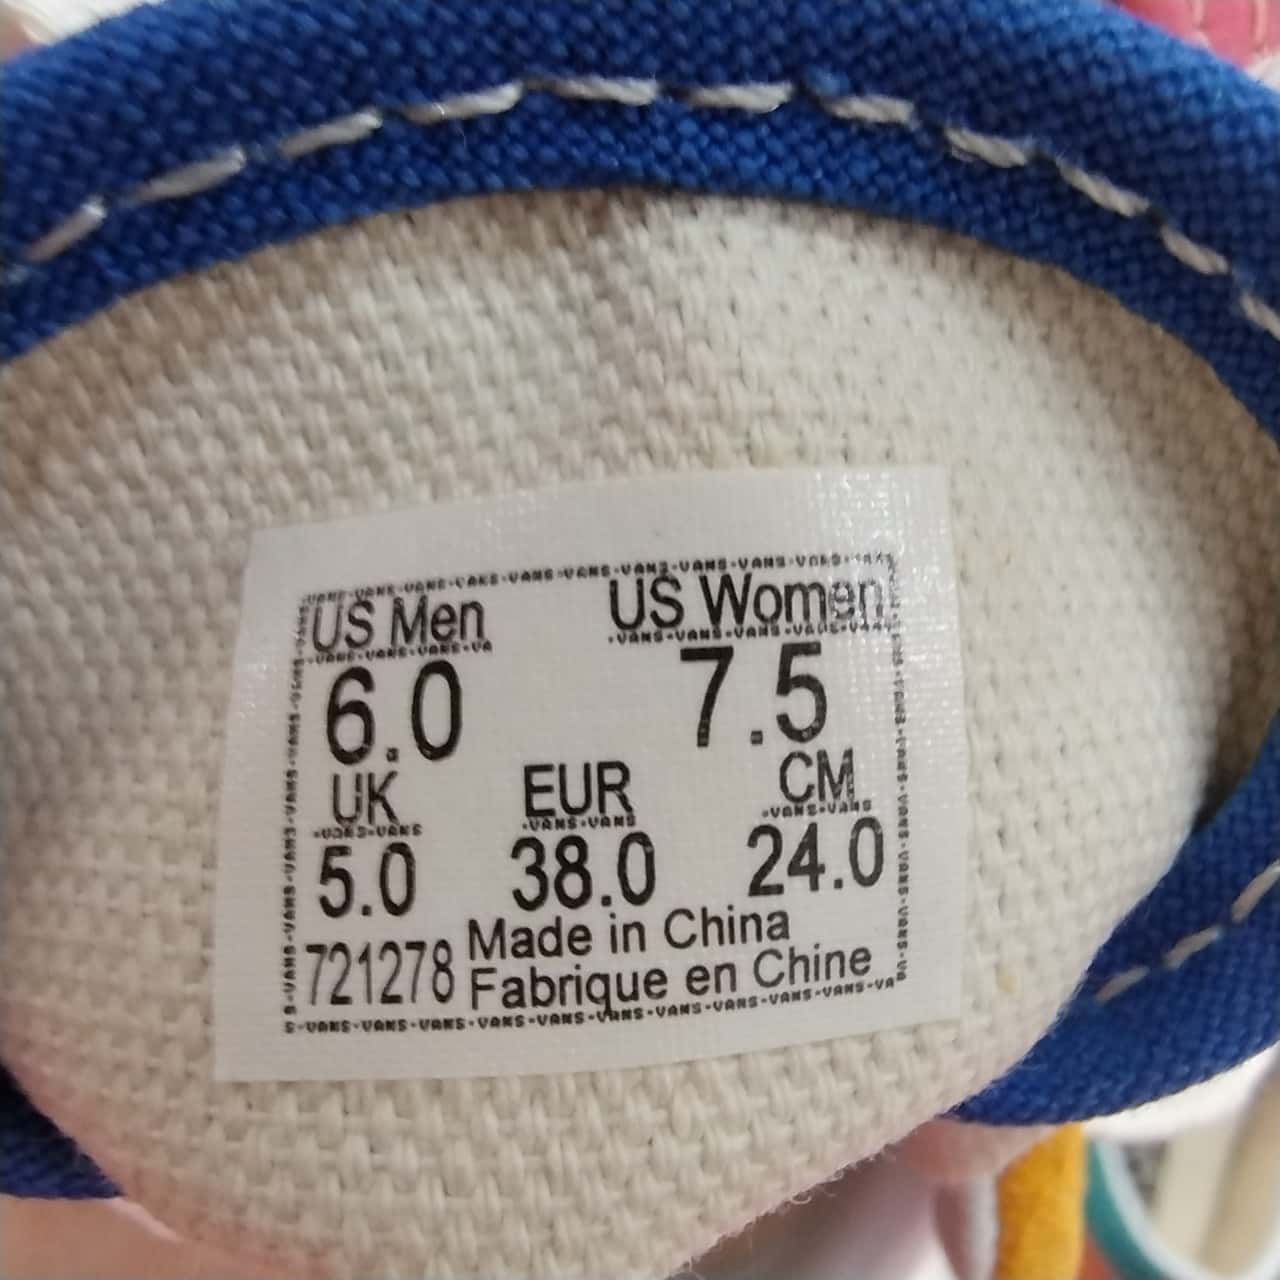 US Men US Women
6.0 7.5
UK EUR CM
5.0 38.0 24.0
721278 Made in China
Fabrique en Chine